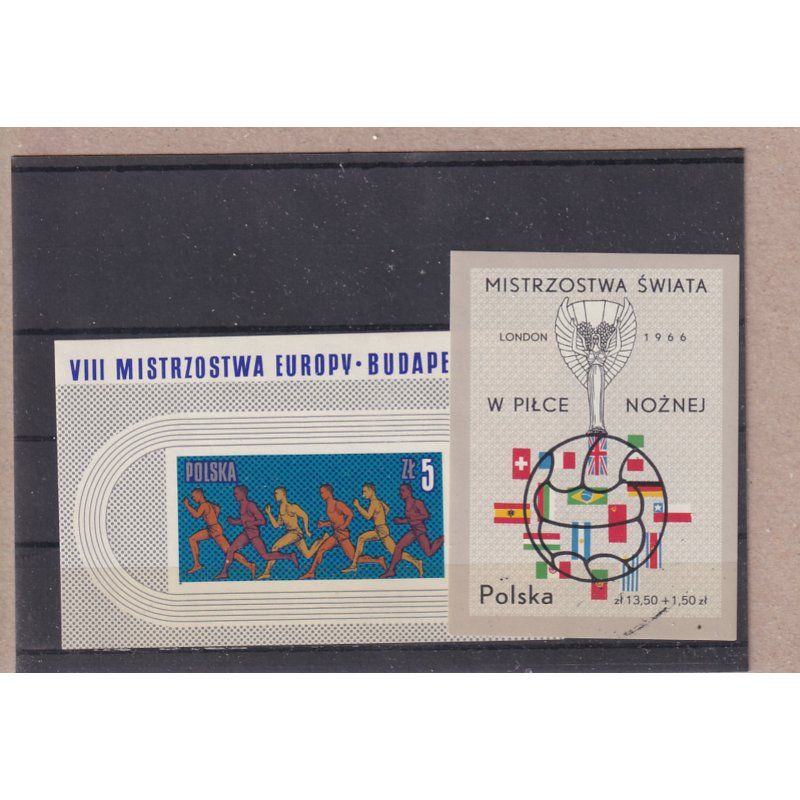 VIII MISTRZOSTWA EUROPY • BUDAPE
POLSKA ZŁ 5
MISTRZOSTWA ŚWIATA
LONDON 1966
W PIŁCE NOŻNEJ
Polska zł 13,50 + 1,50 zł